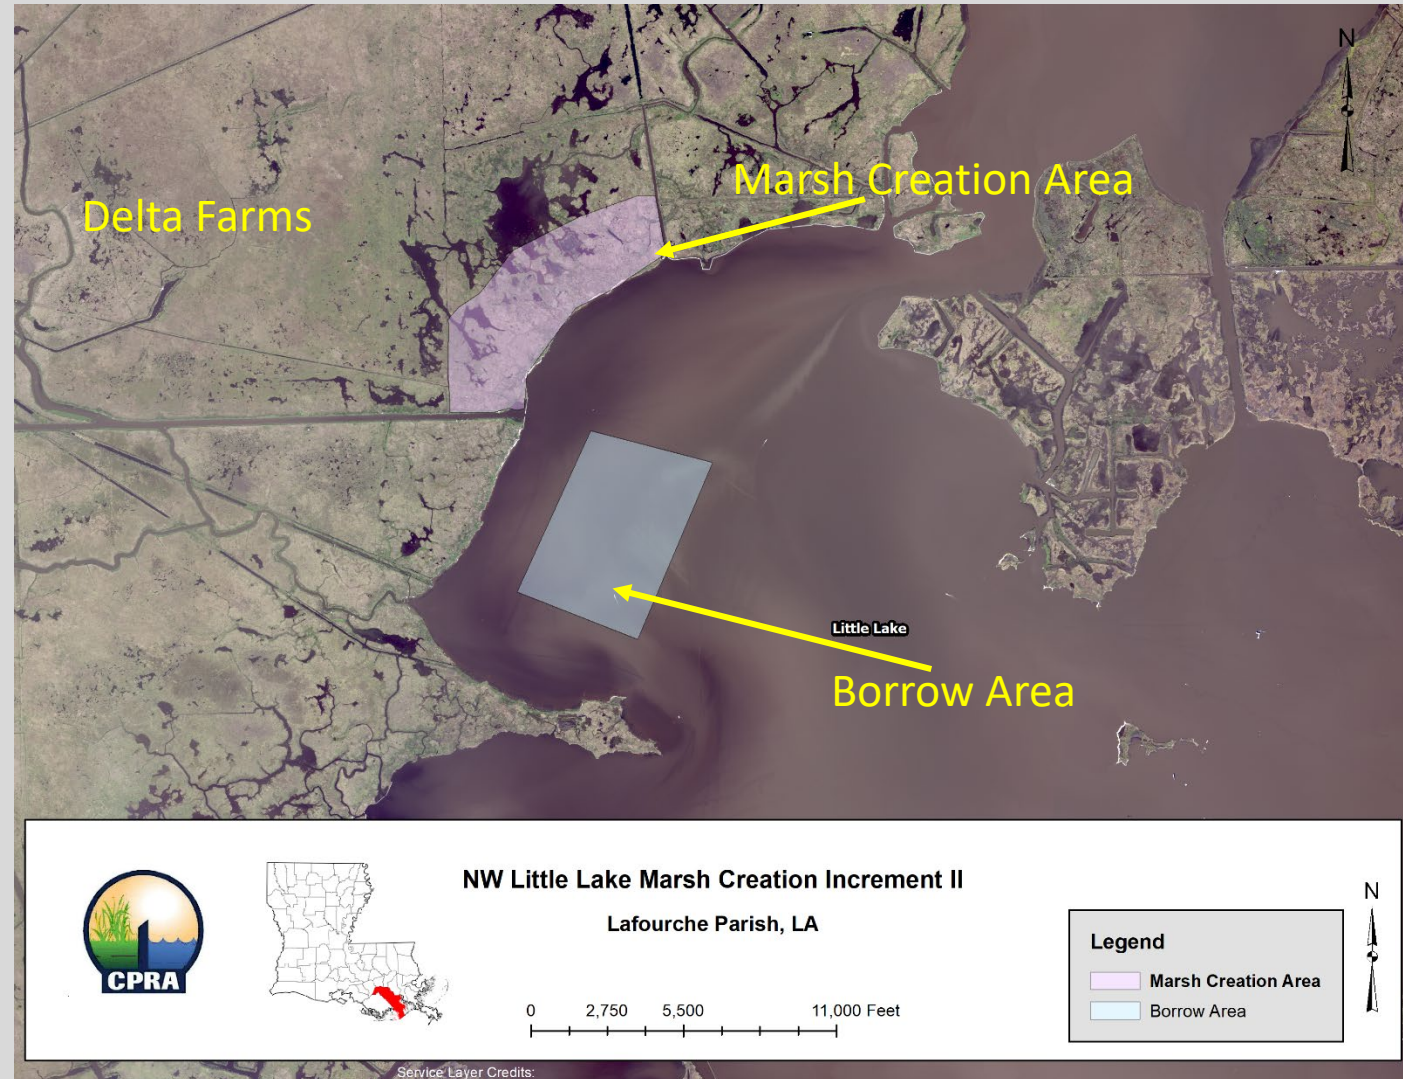 N
Marsh Creation Area
Delta Farms
Little Lake
Borrow Area
NW Little Lake Marsh Creation Increment II
Lafourche Parish, LA
CPRA
0 2,750 5,500 11,000 Feet
Legend
Marsh Creation Area
Borrow Area
N
Service Layer Credits: